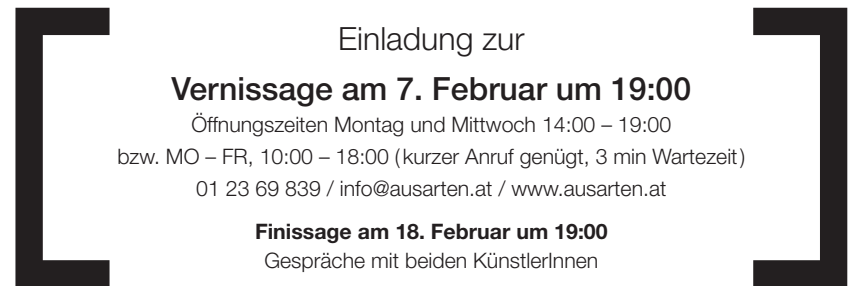 Einladung zur
Vernissage am 7. Februar um 19:00
Öffnungszeiten Montag und Mittwoch 14:00 – 19:00
bzw. MO – FR, 10:00 – 18:00 (kurzer Anruf genügt, 3 min Wartezeit)
01 23 69 839 / info@ausarten.at / www.ausarten.at
Finissage am 18. Februar um 19:00
Gespräche mit beiden KünstlerInnen